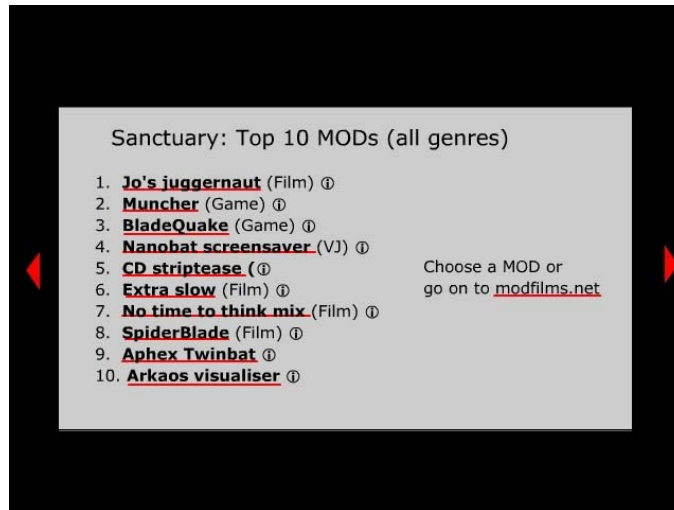 Sanctuary: Top 10 MODs (all genres)
1. Jo's juggernaut (Film) ⓘ
2. Muncher (Game) ⓘ
3. BladeQuake (Game) ⓘ
4. Nanobat screensaver (VJ) ⓘ
5. CD striptease (ⓘ
6. Extra slow (Film) ⓘ
7. No time to think mix (Film) ⓘ
8. SpiderBlade (Film) ⓘ
9. Aphex Twinbat ⓘ
10. Arkaos visualiser ⓘ
Choose a MOD or
go on to modfilms.net